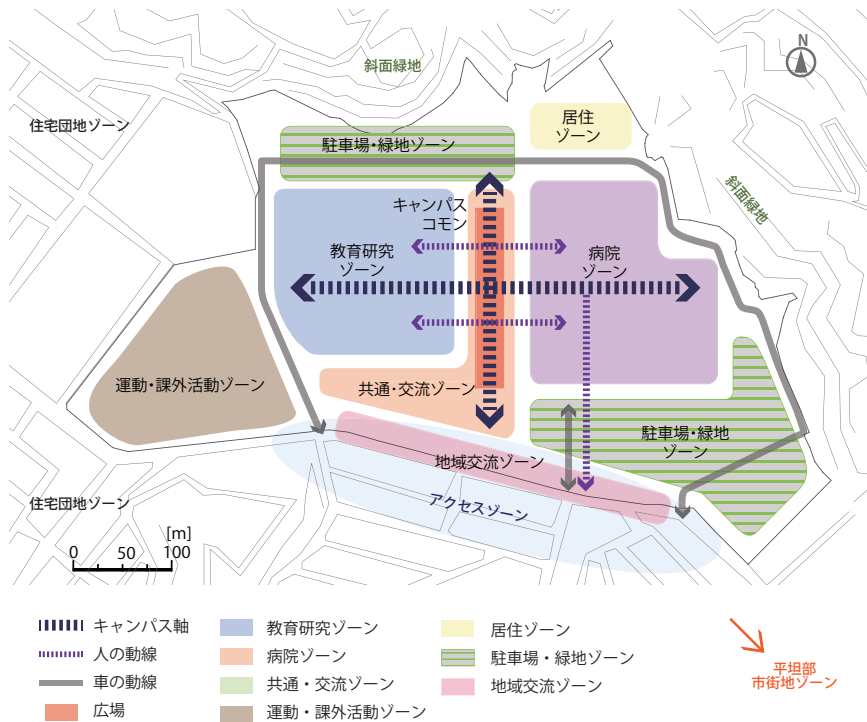 斜面緑地
N
住宅団地ゾーン
居住
ゾーン
駐車場・緑地ゾーン
斜面緑地
キャンパス
コモン
教育研究
ゾーン
病院
ゾーン
運動・課外活動ゾーン
共通・交流ゾーン
駐車場・緑地
ゾーン
地域交流ゾーン
住宅団地ゾーン
アクセスゾーン
[m]
0 50 100
キャンパス軸
人の動線
車の動線
広場
教育研究ゾーン
病院ゾーン
共通・交流ゾーン
運動・課外活動ゾーン
居住ゾーン
駐車場・緑地ゾーン
地域交流ゾーン
平坦部
市街地ゾーン